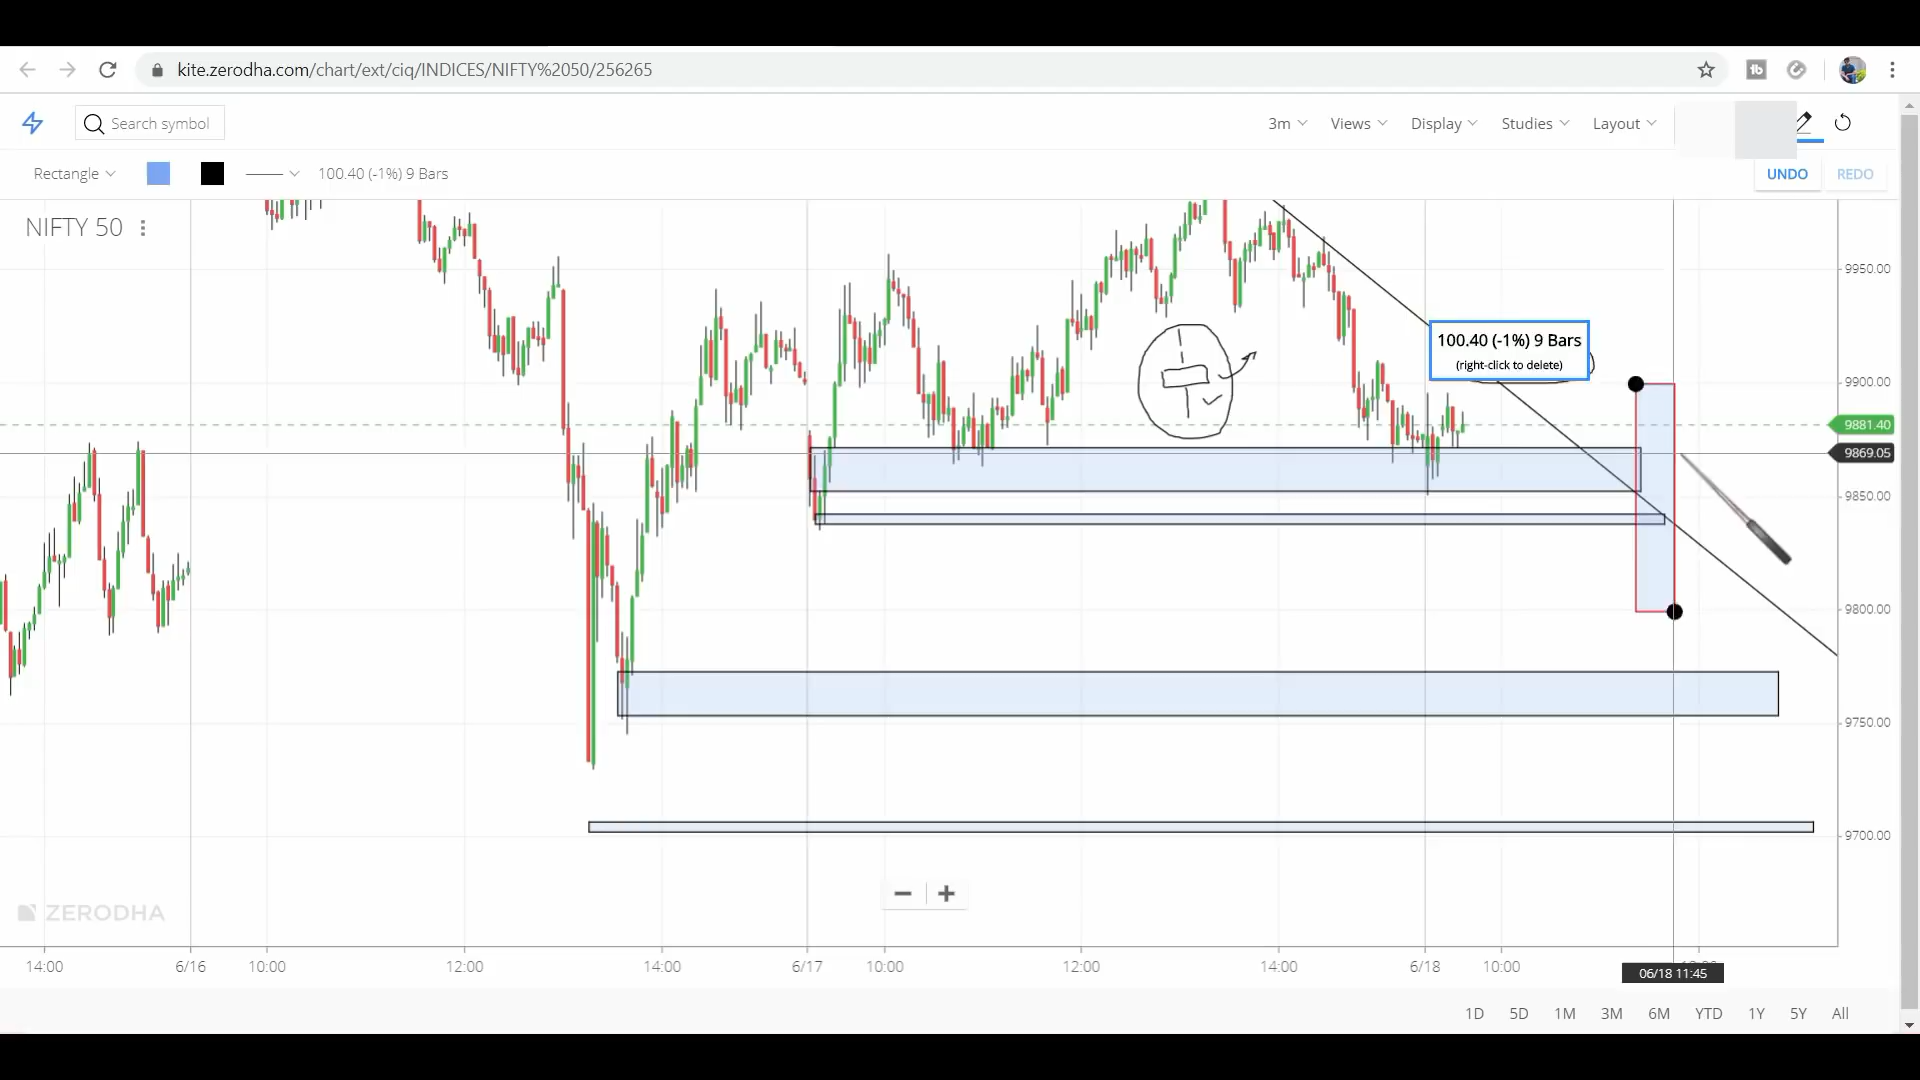 kite.zerodha.com/chart/ext/ciq/INDICES/NIFTY%2050/256265
tb
Search symbol
3m
Views
Display
Studies
Layout
Rectangle
100.40 (-1%) 9 Bars
UNDO
REDO
NIFTY 50
100.40 (-1%) 9 Bars
(right-click to delete)
9950.00
9900.00
9881.40
9869.05
9850.00
9800.00
9750.00
9700.00
ZERODHA
14:00
6/16
10:00
12:00
14:00
6/17
10:00
12:00
14:00
6/18
10:00
06/18 11:45
1D
5D
1M
3M
6M
YTD
1Y
5Y
All